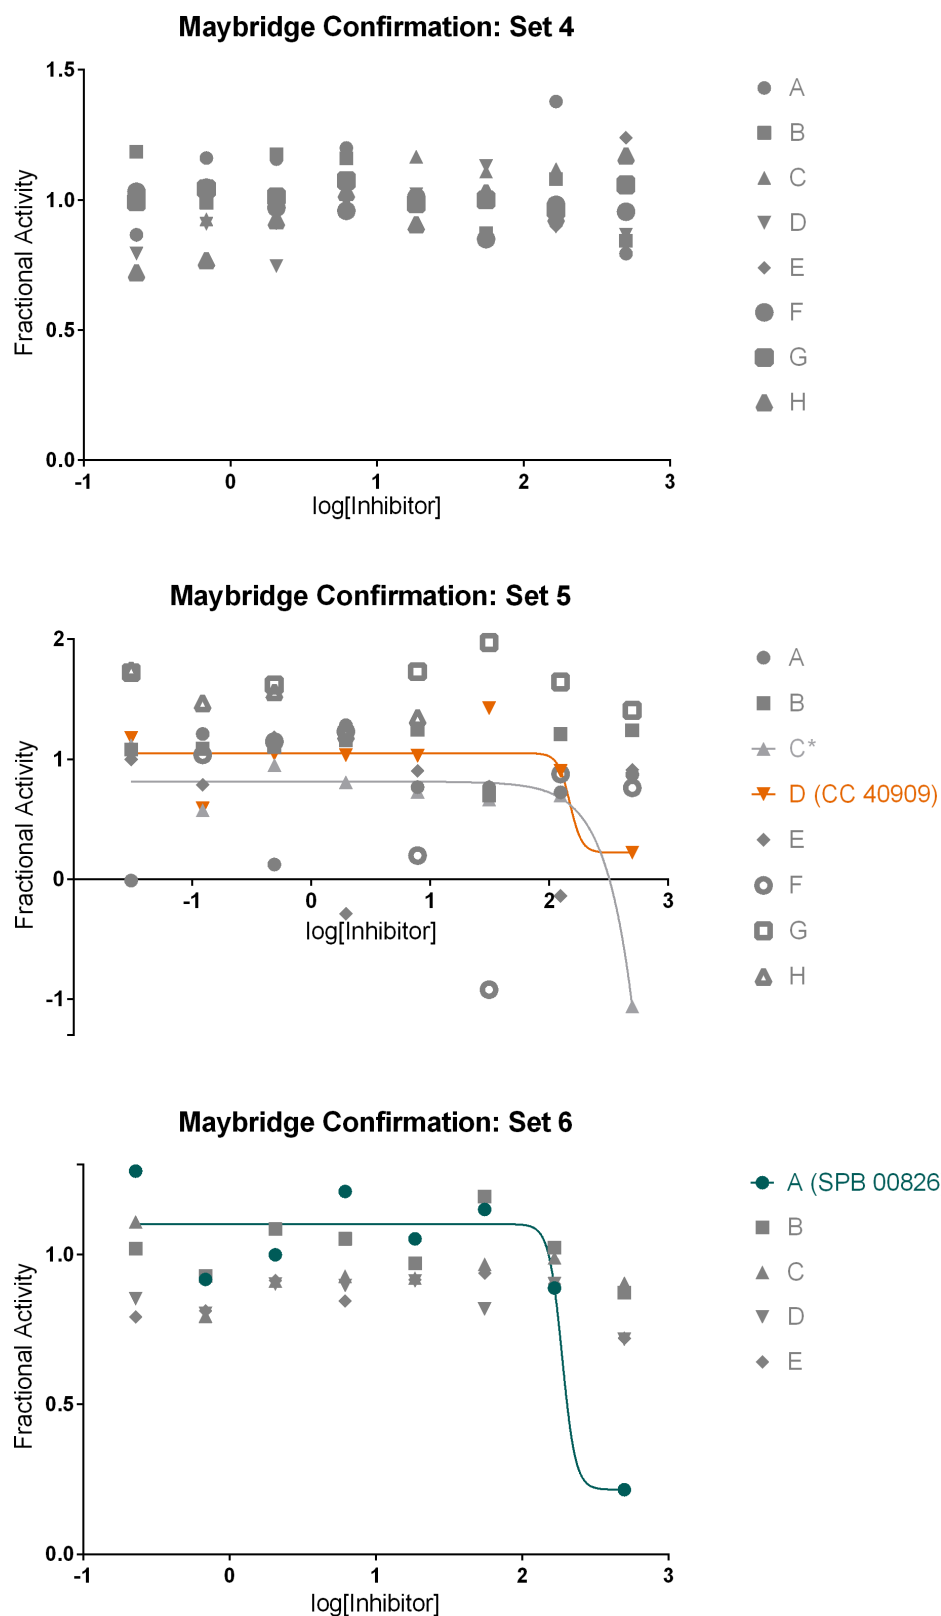 Maybridge Confirmation: Set 4
1.5
1.0
0.5
0.0
Fractional Activity
-1 0 1 2 3
log[Inhibitor]
A
B
C
D
E
F
G
H
Maybridge Confirmation: Set 5
2
1
0
-1
Fractional Activity
-1 0 1 2 3
log[Inhibitor]
A
B
C*
D (CC 40909)
E
F
G
H
Maybridge Confirmation: Set 6
1.0
0.5
0.0
Fractional Activity
-1 0 1 2 3
log[Inhibitor]
A (SPB 00826
B
C
D
E